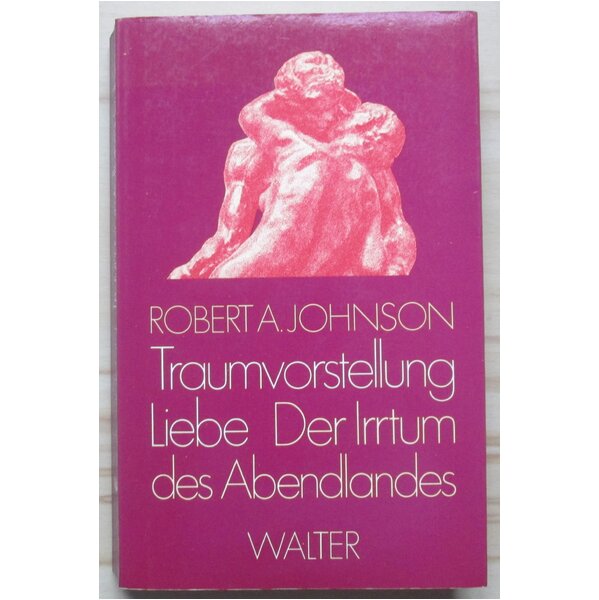 ROBERT A. JOHNSON
Traumvorstellung
Liebe Der Irrtum
des Abendlandes
WALTER